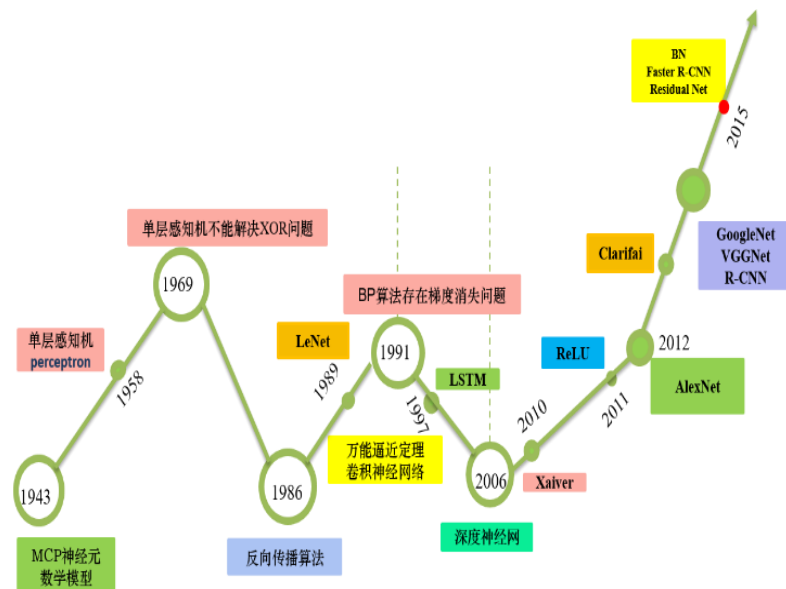 BN
Faster R-CNN
Residual Net
2015
单层感知机不能解决XOR问题
GoogleNet
VGGNet
R-CNN
Clarifai
1969
BP算法存在梯度消失问题
单层感知机
perceptron
1958
LeNet
1989
1991
LSTM
1997
ReLU
2012
2011
AlexNet
2010
万能逼近定理
卷积神经网络
1943
1986
2006
Xaiver
MCP神经元
数学模型
反向传播算法
深度神经网